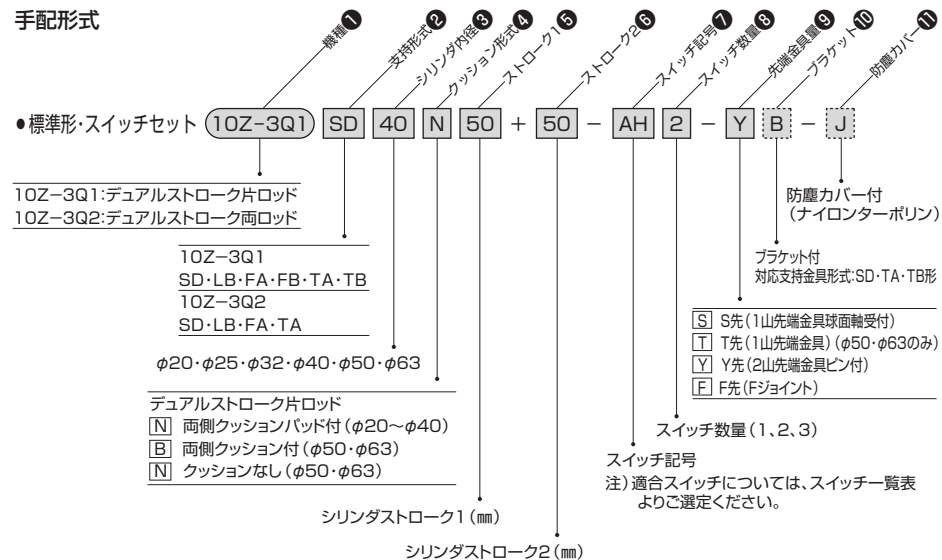 手配形式
機種❶
支持形式❷
シリンダ内径❸
クッション形式❹
ストローク1❺
ストローク2❻
スイッチ記号❼
スイッチ数量❽
先端金具量❾
ブラケット❿
防塵カバー⓫
●標準形・スイッチセット 10Z-3Q1 SD 40 N 50 + 50 - AH 2 - Y B - J
10Z-3Q1:デュアルストローク片ロッド
10Z-3Q2:デュアルストローク両ロッド
防塵カバー付
(ナイロンターポリン)
10Z-3Q1
SD・LB・FA・FB・TA・TB
10Z-3Q2
SD・LB・FA・TA
ブラケット付
対応支持金具形式:SD・TA・TB形
φ20・φ25・φ32・φ40・φ50・φ63
S S先(1山先端金具球面軸受付)
T T先(1山先端金具)(φ50・φ63のみ)
Y Y先(2山先端金具ピン付)
F F先(Fジョイント)
デュアルストローク片ロッド
N 両側クッションパッド付(φ20〜φ40)
B 両側クッション付(φ50・φ63)
N クッションなし(φ50・φ63)
スイッチ数量(1、2、3)
スイッチ記号
注)適合スイッチについては、スイッチ一覧表
よりご選定ください。
シリンダストローク1(㎜)
シリンダストローク2(㎜)